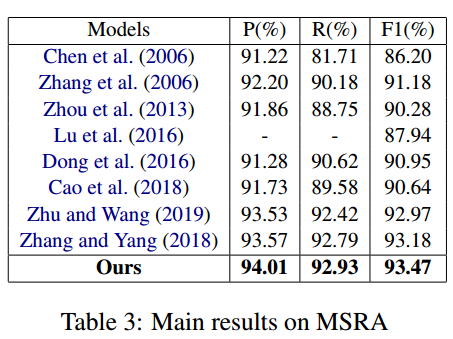 Models P(%) R(%) F1(%)
Chen et al. (2006) 91.22 81.71 86.20
Zhang et al. (2006) 92.20 90.18 91.18
Zhou et al. (2013) 91.86 88.75 90.28
Lu et al. (2016) - - 87.94
Dong et al. (2016) 91.28 90.62 90.95
Cao et al. (2018) 91.73 89.58 90.64
Zhu and Wang (2019) 93.53 92.42 92.97
Zhang and Yang (2018) 93.57 92.79 93.18
Ours 94.01 92.93 93.47
Table 3: Main results on MSRA